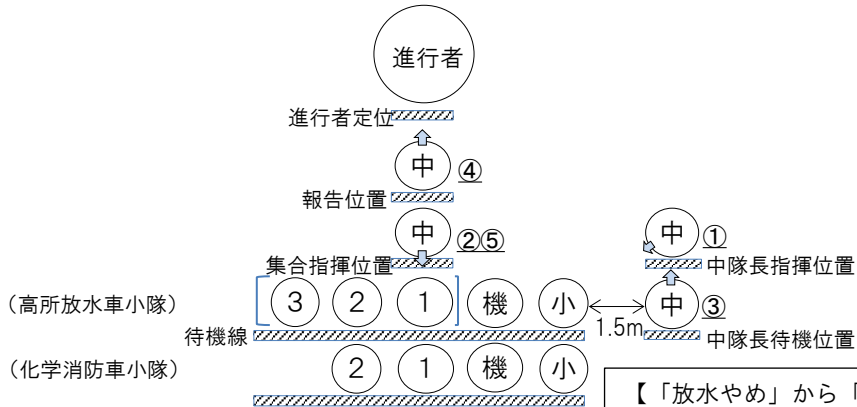 進行者
進行者定位
中 ④
報告位置
中 ②⑤
中 ①
集合指揮位置
中隊長指揮位置
(高所放水車小隊)
3 2 1 機 小
中 ③
1.5m
待機線
中隊長待機位置
(化学消防車小隊)
2 1 機 小
【「放水やめ」から「